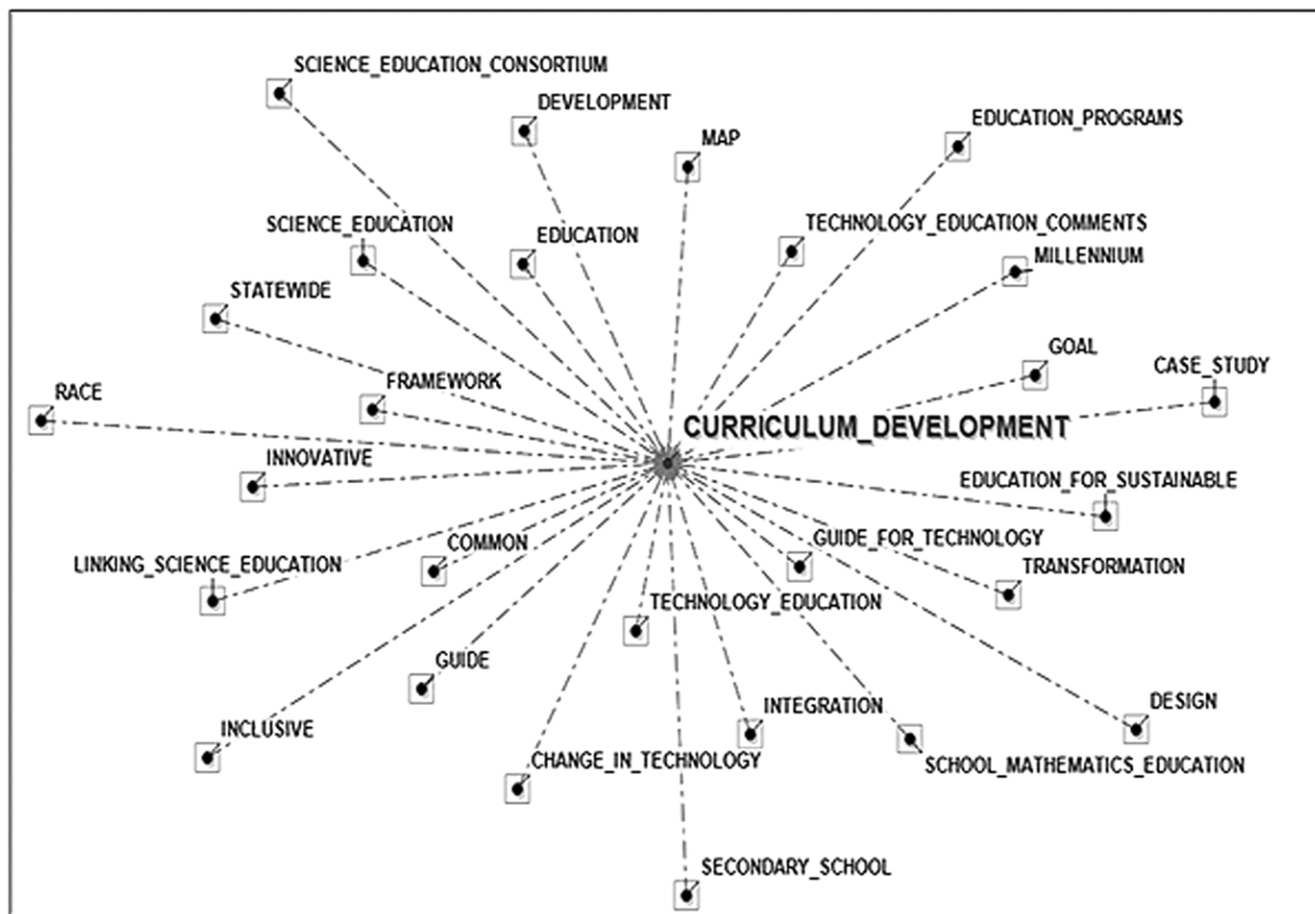 SCIENCE_EDUCATION_CONSORTIUM
DEVELOPMENT
EDUCATION_PROGRAMS
MAP
SCIENCE_EDUCATION
EDUCATION
TECHNOLOGY_EDUCATION_COMMENTS
MILLENNIUM
STATEWIDE
GOAL
CASE_STUDY
RACE
FRAMEWORK
CURRICULUM_DEVELOPMENT
INNOVATIVE
EDUCATION_FOR_SUSTAINABLE
COMMON
GUIDE_FOR_TECHNOLOGY
LINKING_SCIENCE_EDUCATION
TRANSFORMATION
TECHNOLOGY_EDUCATION
GUIDE
INCLUSIVE
INTEGRATION
DESIGN
CHANGE_IN_TECHNOLOGY
SCHOOL_MATHEMATICS_EDUCATION
SECONDARY_SCHOOL